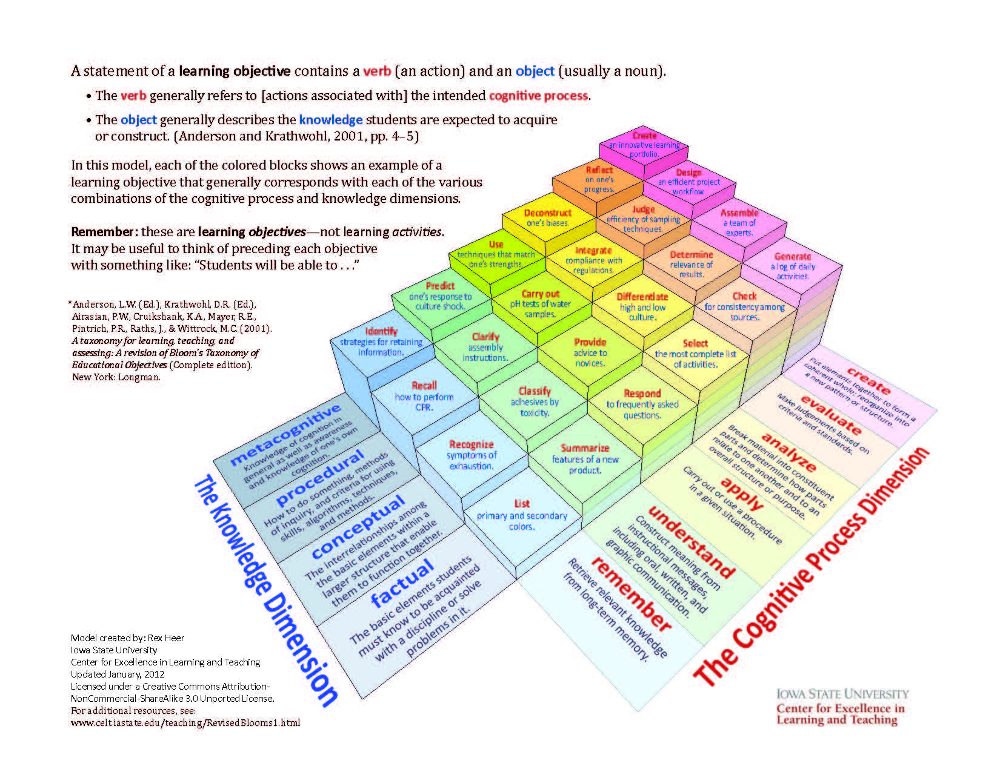 A statement of a learning objective contains a verb (an action) and an object (usually a noun).
• The verb generally refers to [actions associated with] the intended cognitive process.
• The object generally describes the knowledge students are expected to acquire
or construct. (Anderson and Krathwohl, 2001, pp. 4–5)
In this model, each of the colored blocks shows an example of a
learning objective that generally corresponds with each of the various
combinations of the cognitive process and knowledge dimensions.
Remember: these are learning objectives—not learning activities.
It may be useful to think of preceding each objective
with something like: “Students will be able to . . .”
*Anderson, L.W. (Ed.), Krathwohl, D.R. (Ed.),
Airasian, P.W., Cruikshank, K.A., Mayer, R.E.,
Pintrich, P.R., Raths, J., & Wittrock, M.C. (2001).
A taxonomy for learning, teaching, and
assessing: A revision of Bloom's Taxonomy of
Educational Objectives (Complete edition).
New York: Longman.
Create
an innovative learning
portfolio.
Reflect
on one's
progress.
Design
an efficient project
workflow.
Deconstruct
one's biases.
Judge
efficiency of sampling
techniques.
Assemble
a team of
experts.
Use
techniques that match
one's strengths.
Integrate
compliance with
regulations.
Determine
relevance of
results.
Generate
a log of daily
activities.
Predict
one's response to
culture shock.
Carry out
pH tests of water
samples.
Differentiate
high and low
culture.
Check
for consistency among
sources.
Identify
strategies for retaining
information.
Clarify
assembly
instructions.
Provide
advice to
novices.
Select
the most complete list
of activities.
Recall
how to perform
CPR.
Classify
adhesives by
toxicity.
Respond
to frequently asked
questions.
Recognize
symptoms of
exhaustion.
Summarize
features of a new
product.
List
primary and secondary
colors.
The Knowledge Dimension
metacognitive
Knowledge of cognition in
general as well as awareness
and knowledge of one's own
cognition.
procedural
How to do something, methods
of inquiry, and criteria for using
skills, algorithms, techniques,
and methods.
conceptual
The interrelationships among
the basic elements within a
larger structure that enable
them to function together.
factual
The basic elements students
must know to be acquainted
with a discipline or solve
problems in it.
The Cognitive Process Dimension
remember
Retrieve relevant knowledge
from long-term memory.
understand
Construct meaning from
instructional messages,
including oral, written, and
graphic communication.
apply
Carry out or use a procedure
in a given situation.
analyze
Break material into constituent
parts and determine how parts
relate to one another and to an
overall structure or purpose.
evaluate
Make judgements based on
criteria and standards.
create
Put elements together to form a
coherent whole; reorganize into
a new pattern or structure.
Model created by: Rex Heer
Iowa State University
Center for Excellence in Learning and Teaching
Updated January, 2012
Licensed under a Creative Commons Attribution-
NonCommercial-ShareAlike 3.0 Unported License.
For additional resources, see:
www.celt.iastate.edu/teaching/RevisedBlooms1.html
IOWA STATE UNIVERSITY
Center for Excellence in
Learning and Teaching